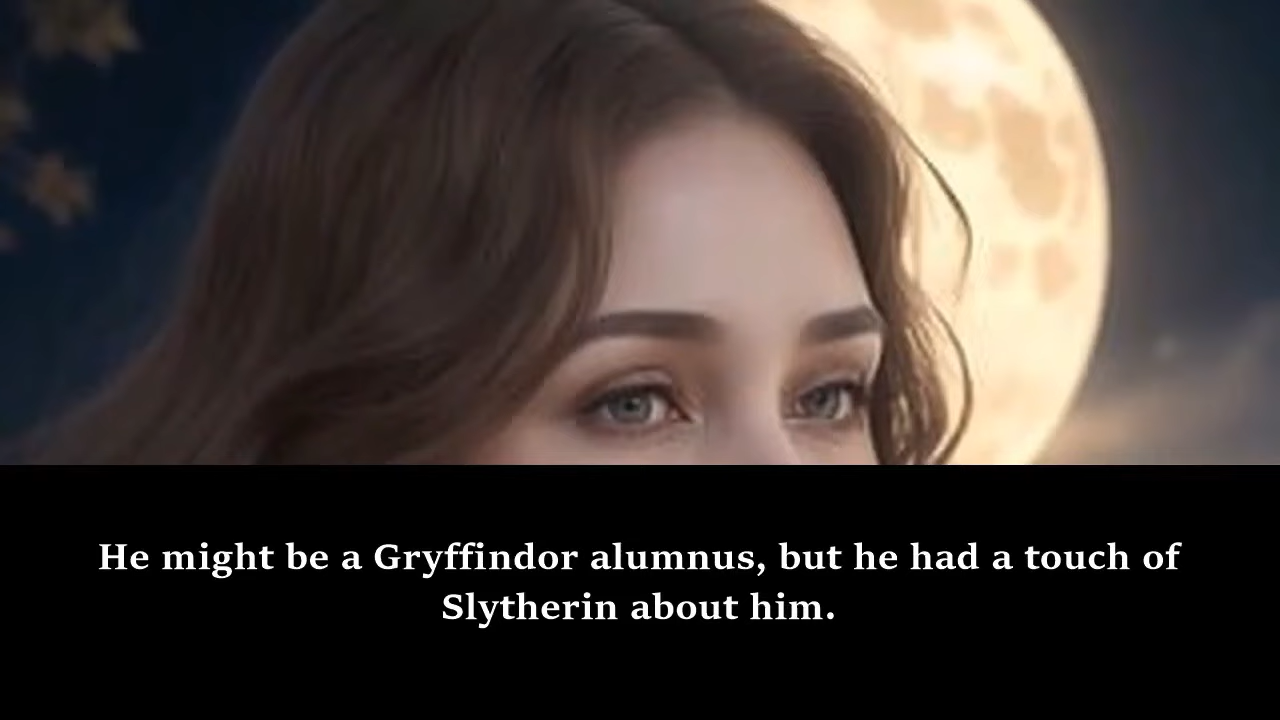 He might be a Gryffindor alumnus, but he had a touch of
Slytherin about him.